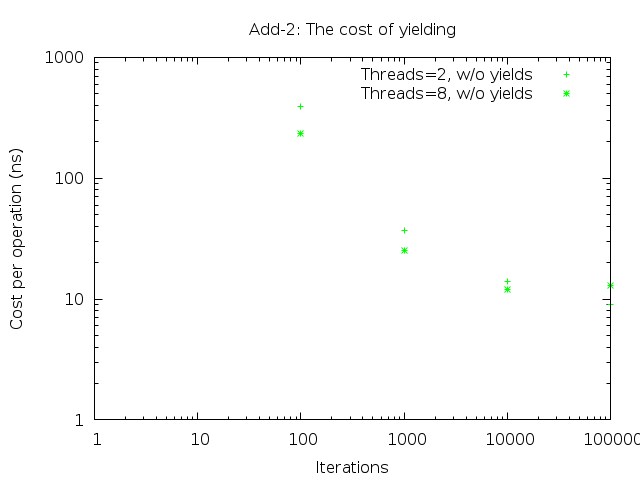 Add-2: The cost of yielding
1000
Threads=2, w/o yields
Threads=8, w/o yields
100
Cost per operation (ns)
10
1
1 10 100 1000 10000 100000
Iterations